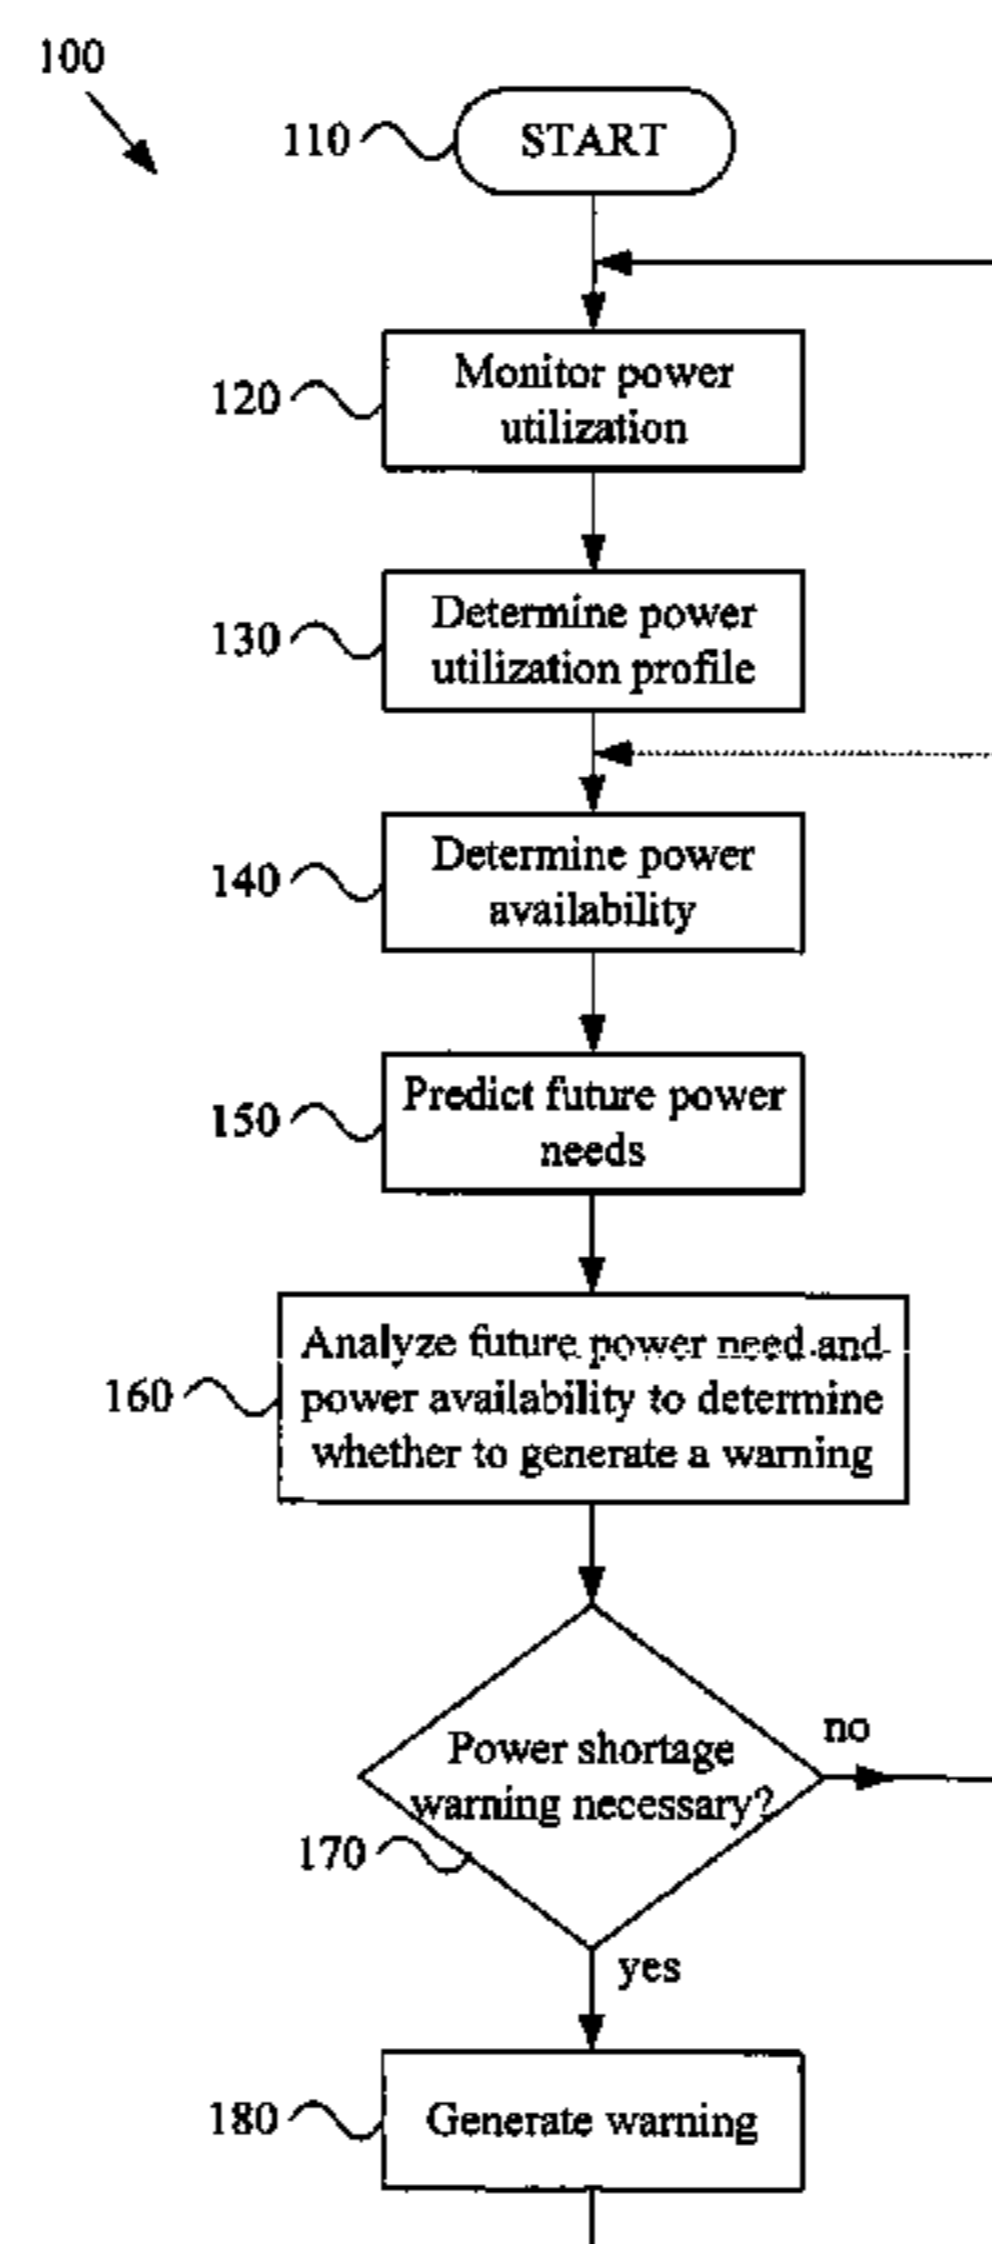 100
110
START
120
Monitor power
utilization
130
Determine power
utilization profile
140
Determine power
availability
150
Predict future power
needs
160
Analyze future power need and
power availability to determine
whether to generate a warning
no
Power shortage
warning necessary?
170
yes
180
Generate warning